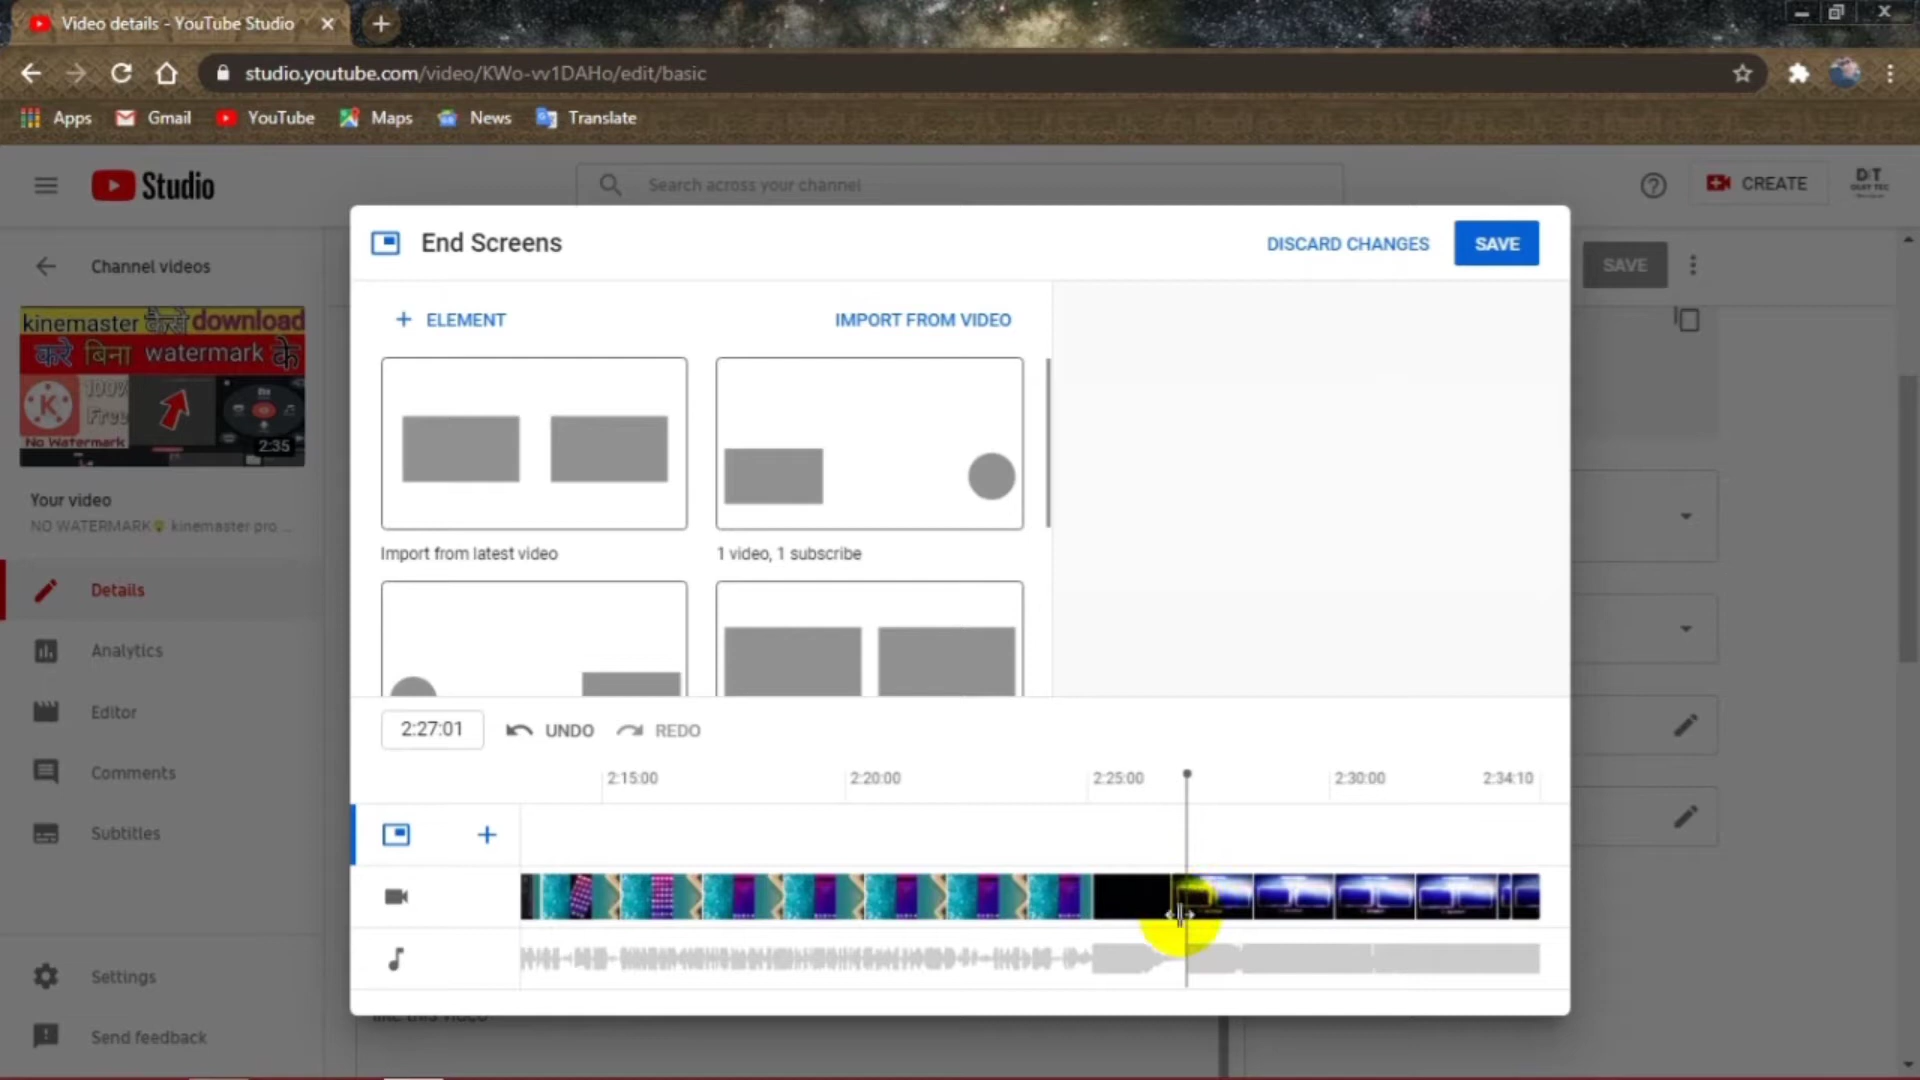 Video details - YouTube Studio
studio.youtube.com/video/KWo-vv1DAHo/edit/basic
Apps Gmail YouTube Maps News Translate
Studio
Search across your channel
CREATE
End Screens
DISCARD CHANGES
SAVE
SAVE
Channel videos
kinemaster कैसे download
करे बिना watermark के
100%
Free
No Watermark
2:35
Your video
NO WATERMARK kinemaster pro ...
Details
Analytics
Editor
Comments
Subtitles
Settings
Send feedback
+ ELEMENT
IMPORT FROM VIDEO
Import from latest video
1 video, 1 subscribe
2:27:01
UNDO
REDO
2:15:00
2:20:00
2:25:00
2:30:00
2:34:10